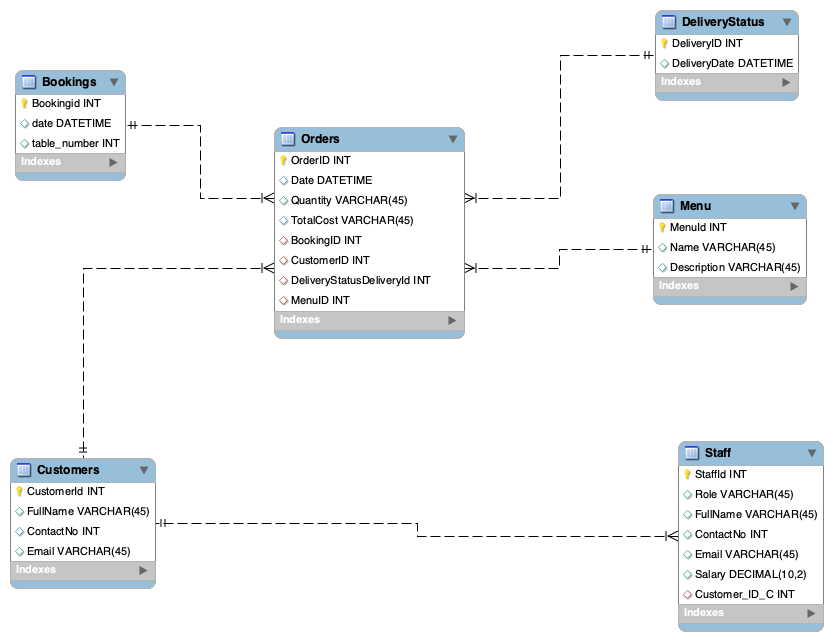 DeliveryStatus
DeliveryID INT
DeliveryDate DATETIME
Indexes
Bookings
Bookingid INT
date DATETIME
table_number INT
Indexes
Orders
OrderID INT
Date DATETIME
Quantity VARCHAR(45)
TotalCost VARCHAR(45)
BookingID INT
CustomerID INT
DeliveryStatusDeliveryId INT
MenuID INT
Indexes
Menu
MenuId INT
Name VARCHAR(45)
Description VARCHAR(45)
Indexes
Customers
CustomerId INT
FullName VARCHAR(45)
ContactNo INT
Email VARCHAR(45)
Indexes
Staff
StaffId INT
Role VARCHAR(45)
FullName VARCHAR(45)
ContactNo INT
Email VARCHAR(45)
Salary DECIMAL(10,2)
Customer_ID_C INT
Indexes